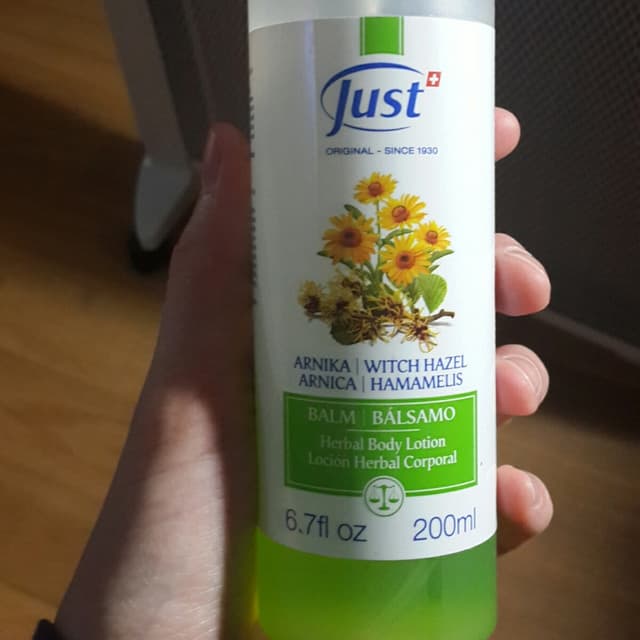 Just
ORIGINAL - SINCE 1930
ARNIKA | WITCH HAZEL
ARNICA | HAMAMELIS
BALM | BÁLSAMO
Herbal Body Lotion
Loción Herbal Corporal
6.7fl oz 200ml